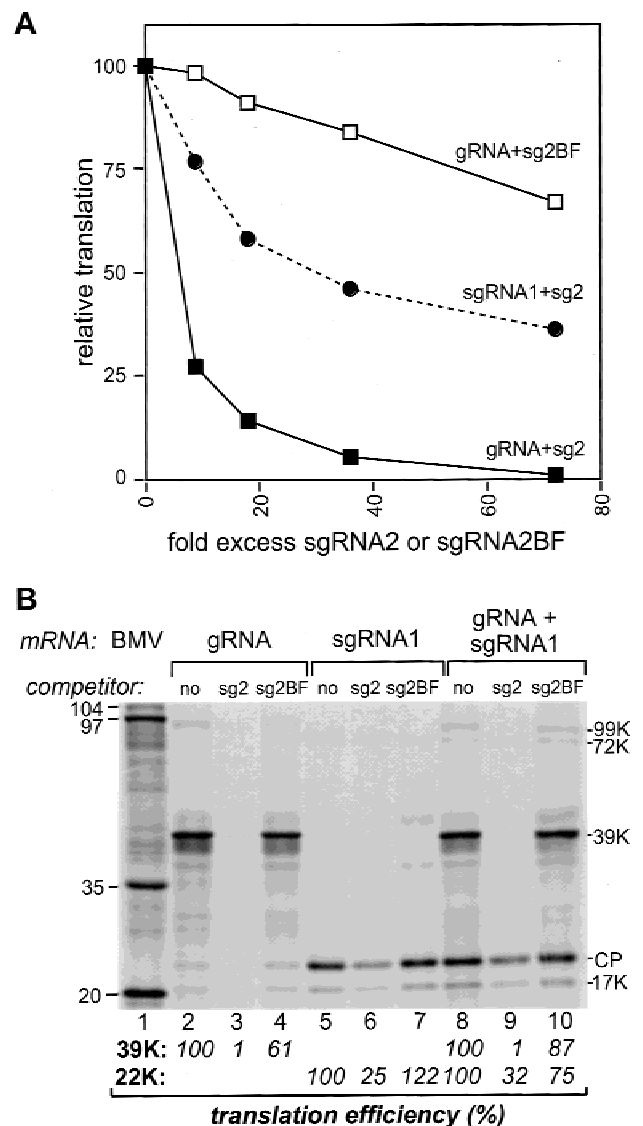 A
100
75
50
25
0
relative translation
gRNA+sg2BF
sgRNA1+sg2
gRNA+sg2
0 20 40 60 80
fold excess sgRNA2 or sgRNA2BF
B
gRNA +
mRNA: BMV gRNA sgRNA1 sgRNA1
competitor: no sg2 sg2BF no sg2 sg2BF no sg2 sg2BF
104
97
35
20
-99K
-72K
-39K
-CP
-17K
1 2 3 4 5 6 7 8 9 10
39K: 100 1 61 100 1 87
22K: 100 25 122 100 32 75
translation efficiency (%)